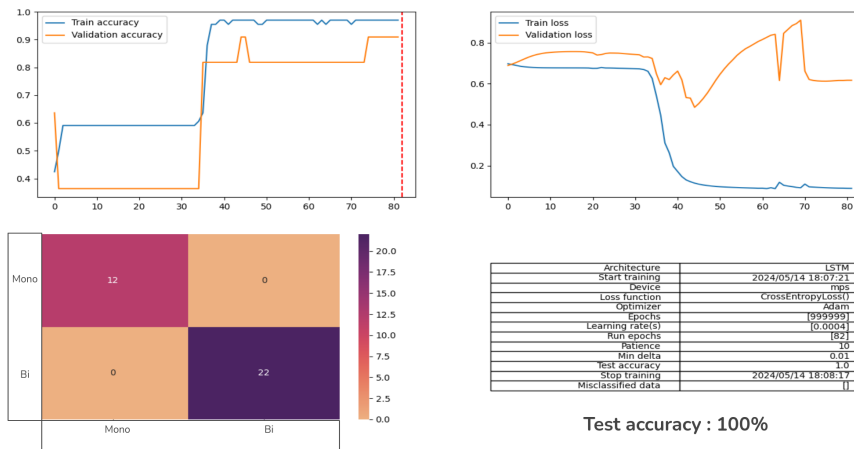 Train accuracy
Validation accuracy
1.0
0.9
0.8
0.7
0.6
0.5
0.4
0 10 20 30 40 50 60 70 80
Train loss
Validation loss
0.8
0.6
0.4
0.2
0 10 20 30 40 50 60 70 80
Mono
Bi
12 0
0 22
Mono Bi
20.0
17.5
15.0
12.5
10.0
7.5
5.0
2.5
0.0
Architecture LSTM
Start training 2024/05/14 18:07:21
Device mps
Loss function CrossEntropyLoss()
Optimizer Adam
Epochs [999999]
Learning rate(s) [0.0004]
Run epochs [82]
Patience 10
Min delta 0.01
Test accuracy 1.0
Stop training 2024/05/14 18:08:17
Misclassified data []
Test accuracy : 100%